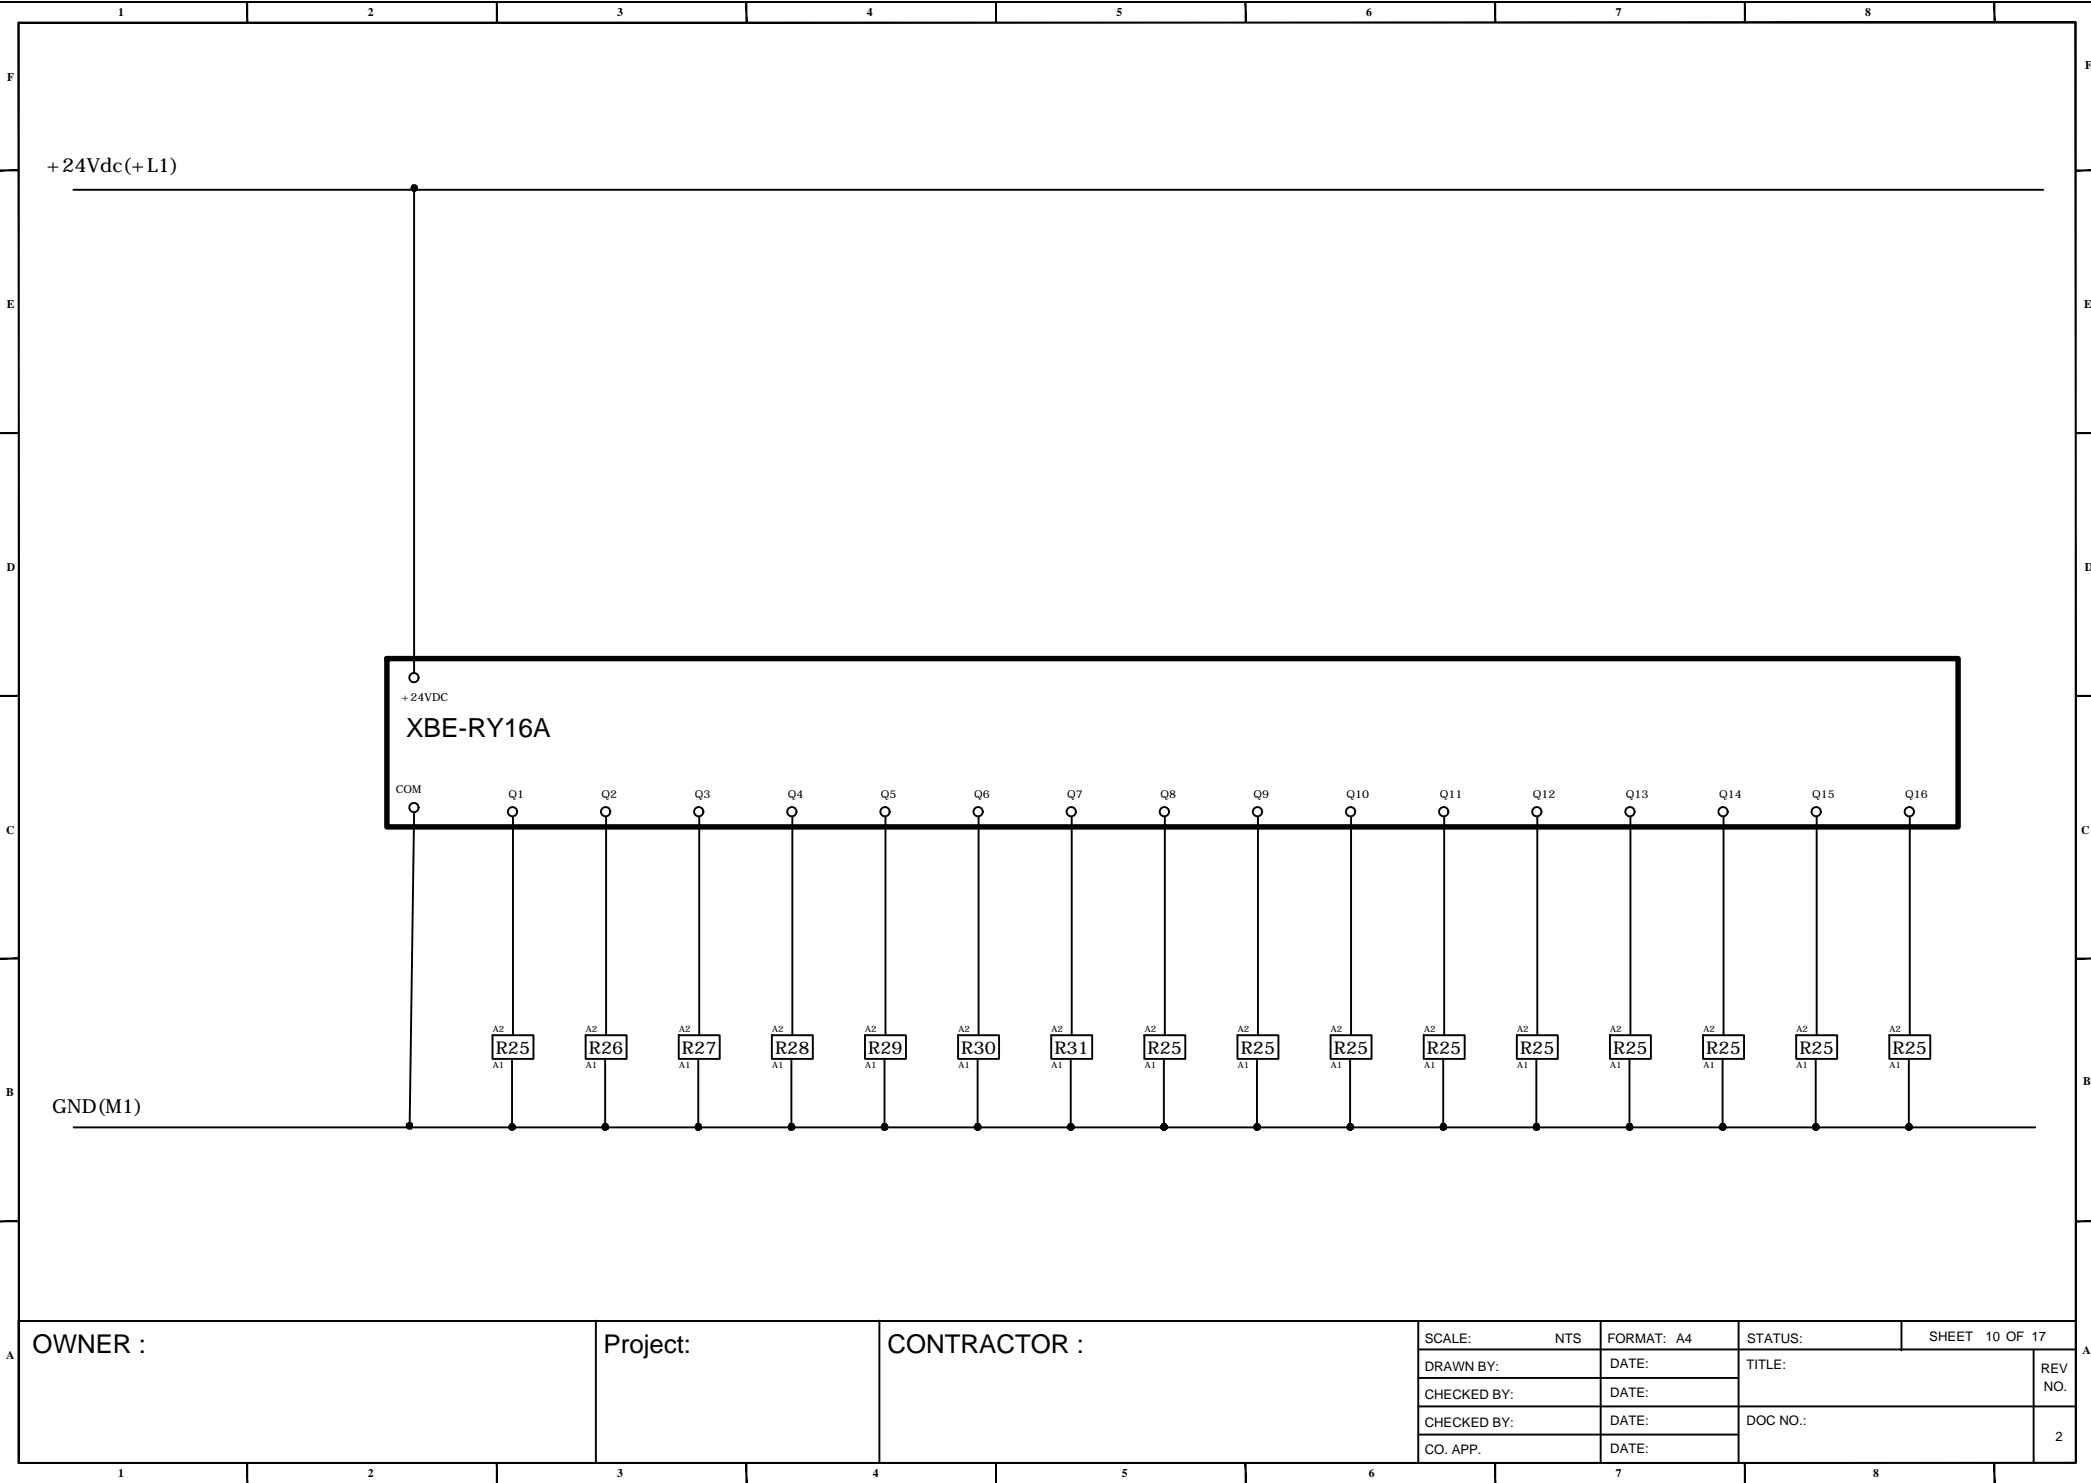 1 2 3 4 5 6 7 8
F F
+24Vdc(+L1)
E E
D D
+24VDC
XBE-RY16A
COM Q1 Q2 Q3 Q4 Q5 Q6 Q7 Q8 Q9 Q10 Q11 Q12 Q13 Q14 Q15 Q16
C C
A2 A2 A2 A2 A2 A2 A2 A2 A2 A2 A2 A2 A2 A2 A2 A2
R25 R26 R27 R28 R29 R30 R31 R25 R25 R25 R25 R25 R25 R25 R25 R25
A1 A1 A1 A1 A1 A1 A1 A1 A1 A1 A1 A1 A1 A1 A1 A1
B B
GND(M1)
A A
OWNER : Project: CONTRACTOR :
SCALE: NTS FORMAT: A4 STATUS: SHEET 10 OF 17
DRAWN BY: DATE: TITLE: REV
NO.
CHECKED BY: DATE:
CHECKED BY: DATE: DOC NO.:
2
CO. APP. DATE:
1 2 3 4 5 6 7 8